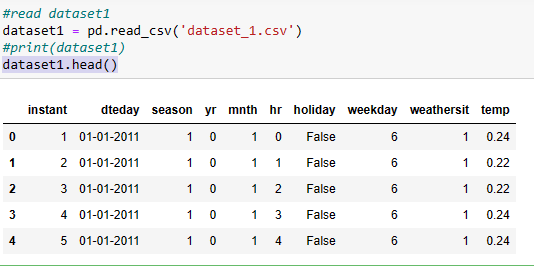 #read dataset1
dataset1 = pd.read_csv('dataset_1.csv')
#print(dataset1)
dataset1.head()
instant dteday season yr mnth hr holiday weekday weathersit temp
0 1 01-01-2011 1 0 1 0 False 6 1 0.24
1 2 01-01-2011 1 0 1 1 False 6 1 0.22
2 3 01-01-2011 1 0 1 2 False 6 1 0.22
3 4 01-01-2011 1 0 1 3 False 6 1 0.24
4 5 01-01-2011 1 0 1 4 False 6 1 0.24